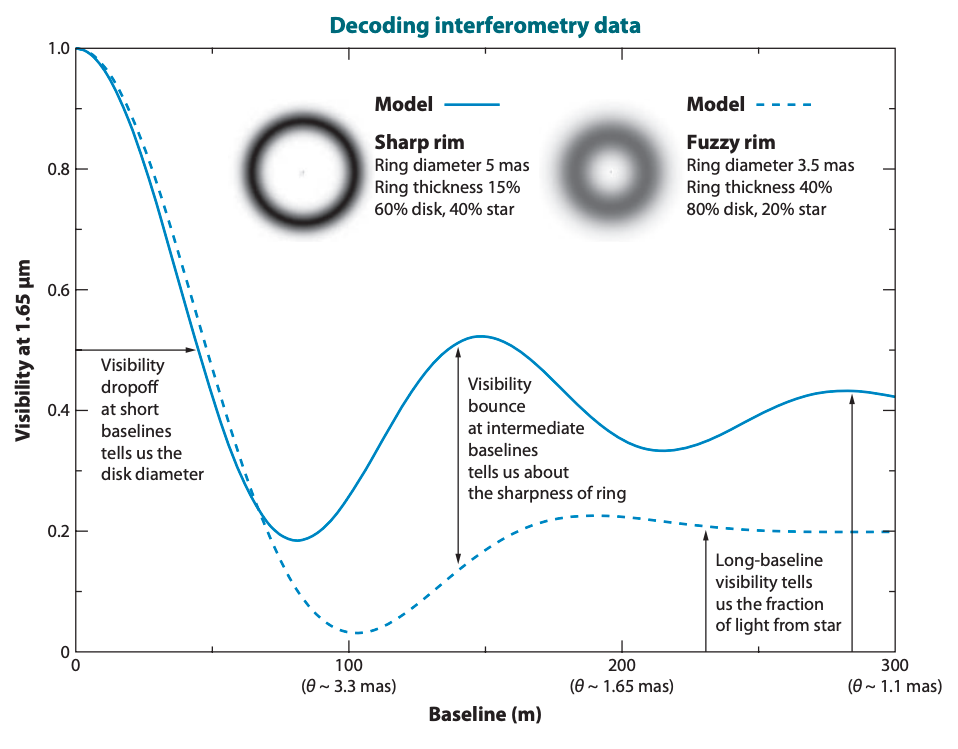 Decoding interferometry data
Visibility at 1.65 μm
1.0
0.8
0.6
0.4
0.2
0
Model
Sharp rim
Ring diameter 5 mas
Ring thickness 15%
60% disk, 40% star
Model
Fuzzy rim
Ring diameter 3.5 mas
Ring thickness 40%
80% disk, 20% star
Visibility
dropoff
at short
baselines
tells us the
disk diameter
Visibility
bounce
at intermediate
baselines
tells us about
the sharpness of ring
Long-baseline
visibility tells
us the fraction
of light from star
0
100
200
300
(θ ~ 3.3 mas)
(θ ~ 1.65 mas)
(θ ~ 1.1 mas)
Baseline (m)